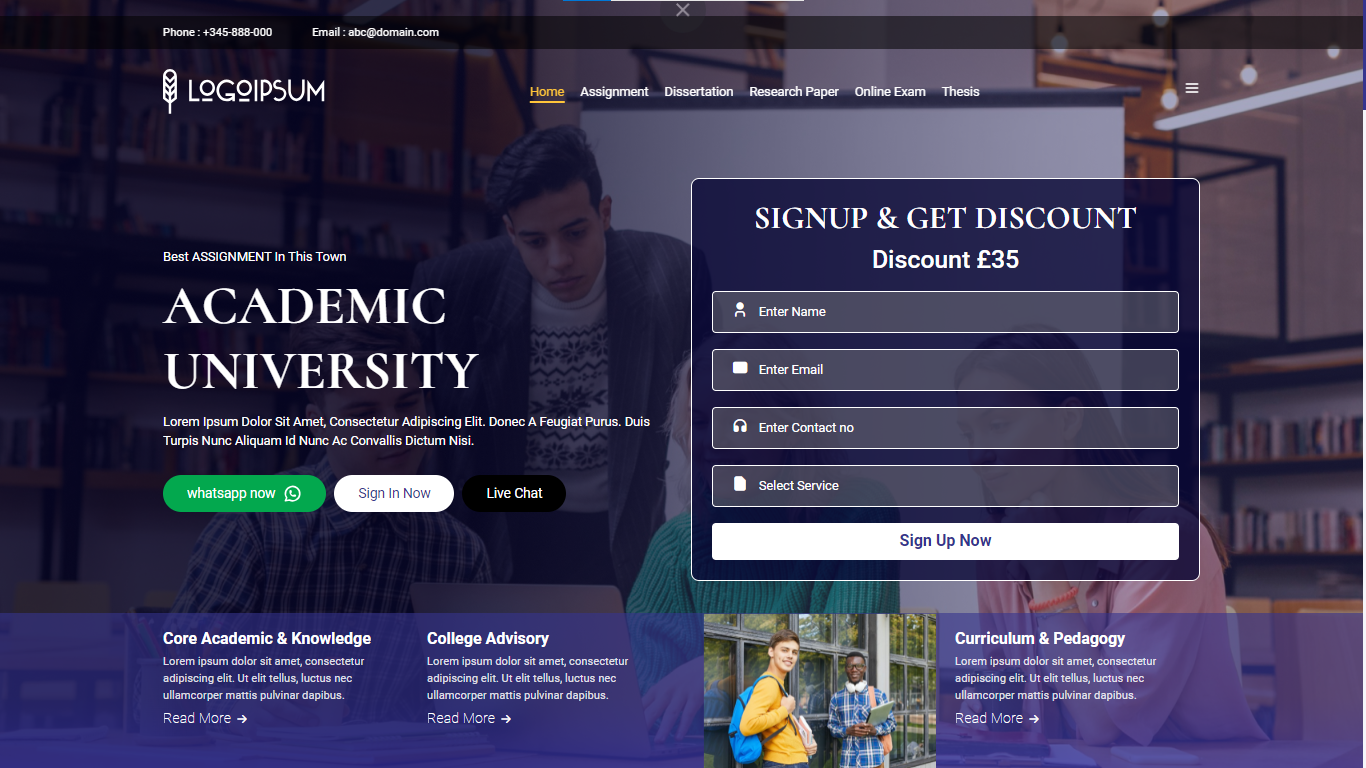 Phone : +345-888-000
Email : abc@domain.com
LOGOIPSUM
Home
Assignment
Dissertation
Research Paper
Online Exam
Thesis
Best ASSIGNMENT In This Town
ACADEMIC
UNIVERSITY
Lorem Ipsum Dolor Sit Amet, Consectetur Adipiscing Elit. Donec A Feugiat Purus. Duis
Turpis Nunc Aliquam Id Nunc Ac Convallis Dictum Nisi.
whatsapp now
Sign In Now
Live Chat
SIGNUP & GET DISCOUNT
Discount £35
Enter Name
Enter Email
Enter Contact no
Select Service
Sign Up Now
Core Academic & Knowledge
Lorem ipsum dolor sit amet, consectetur
adipiscing elit. Ut elit tellus, luctus nec
ullamcorper mattis pulvinar dapibus.
Read More
College Advisory
Lorem ipsum dolor sit amet, consectetur
adipiscing elit. Ut elit tellus, luctus nec
ullamcorper mattis pulvinar dapibus.
Read More
Curriculum & Pedagogy
Lorem ipsum dolor sit amet, consectetur
adipiscing elit. Ut elit tellus, luctus nec
ullamcorper mattis pulvinar dapibus.
Read More